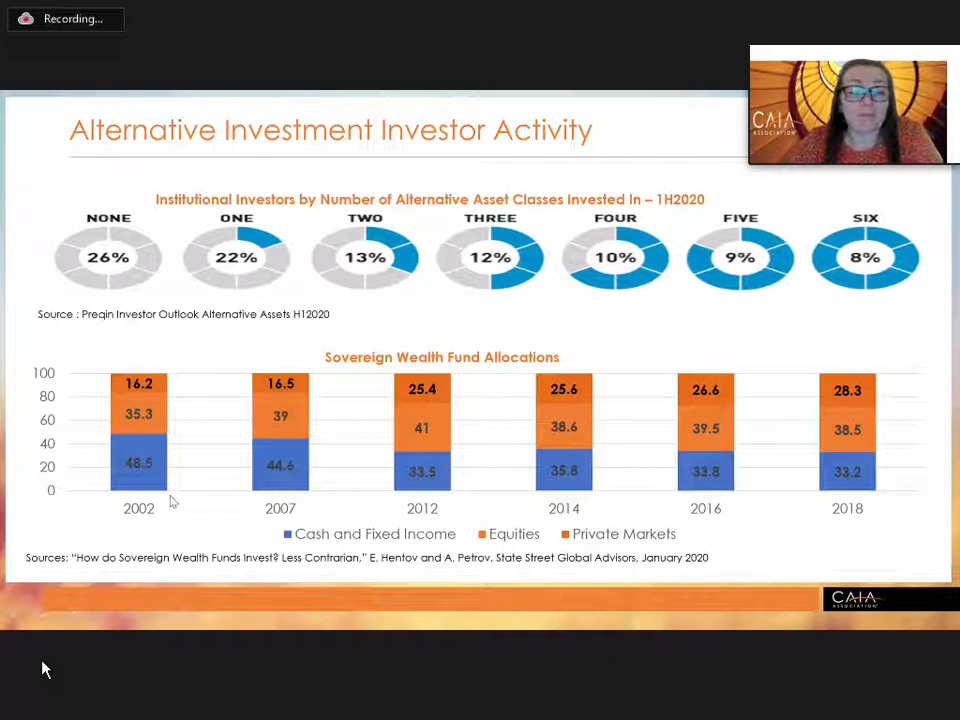 Recording...
CAIA
ASSOCIATION
Alternative Investment Investor Activity
Institutional Investors by Number of Alternative Asset Classes Invested In – 1H2020
NONE ONE TWO THREE FOUR FIVE SIX
26% 22% 13% 12% 10% 9% 8%
Source : Preqin Investor Outlook Alternative Assets H12020
Sovereign Wealth Fund Allocations
100
80
60
40
20
0
16.2 16.5 25.4 25.6 26.6 28.3
35.3 39 41 38.6 39.5 38.5
48.5 44.6 33.5 35.8 33.8 33.2
2002 2007 2012 2014 2016 2018
Cash and Fixed Income Equities Private Markets
Sources: “How do Sovereign Wealth Funds Invest? Less Contrarian,” E. Hentov and A. Petrov, State Street Global Advisors, January 2020
CAIA
ASSOCIATION